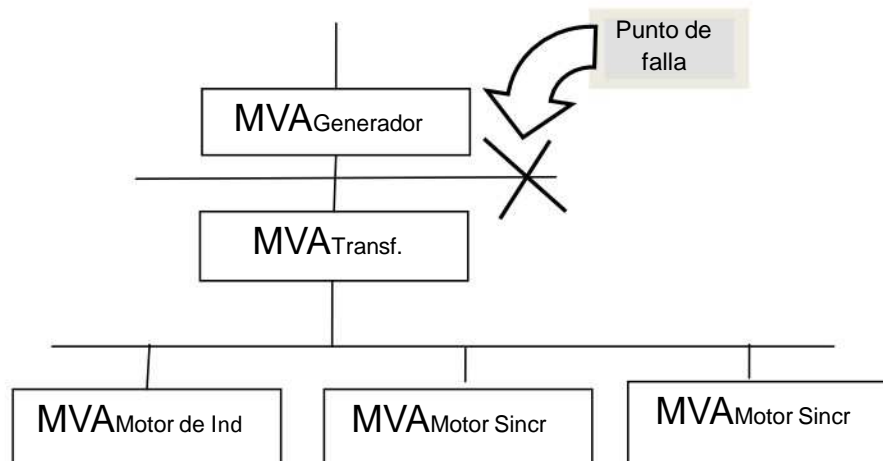 Punto de
falla
MVAGenerador
MVATransf.
MVAMotor de Ind
MVAMotor Sincr
MVAMotor Sincr